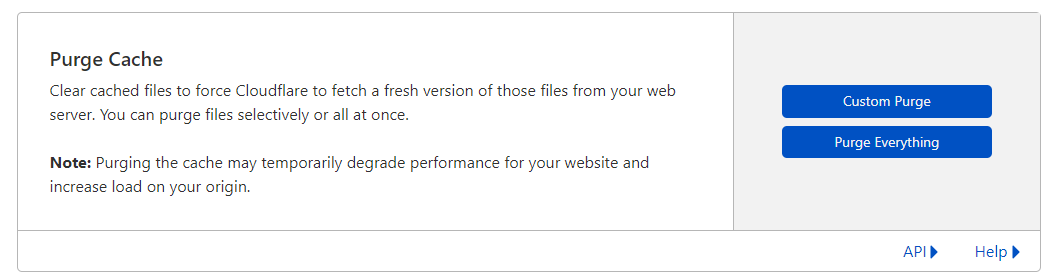 Purge Cache
Clear cached files to force Cloudflare to fetch a fresh version of those files from your web
server. You can purge files selectively or all at once.
Note: Purging the cache may temporarily degrade performance for your website and
increase load on your origin.
Custom Purge
Purge Everything
API
Help